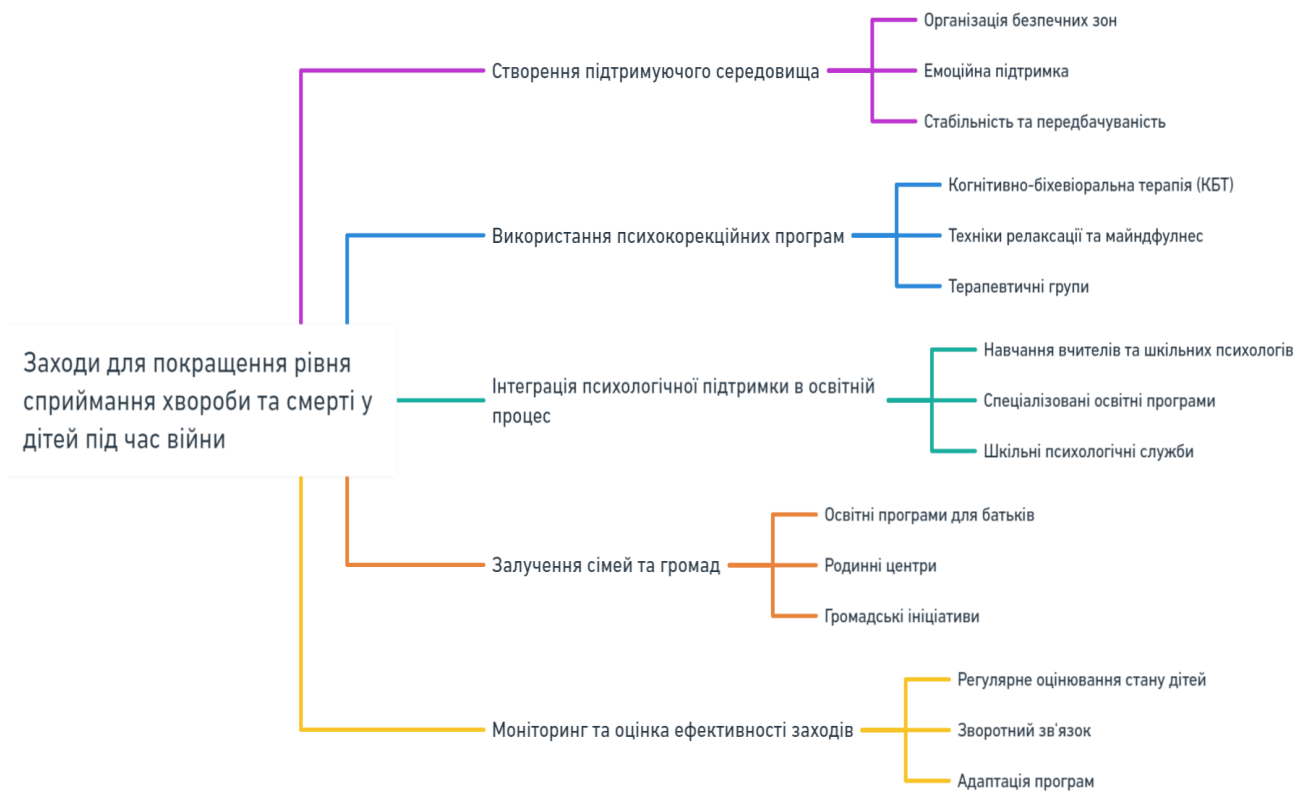 Заходи для покращення рівня
сприймання хвороби та смерті у
дітей під час війни
Створення підтримуючого середовища
Організація безпечних зон
Емоційна підтримка
Стабільність та передбачуваність
Використання психокорекційних програм
Когнітивно-біхевіоральна терапія (КБТ)
Техніки релаксації та майндфулнес
Терапевтичні групи
Інтеграція психологічної підтримки в освітній
процес
Навчання вчителів та шкільних психологів
Спеціалізовані освітні програми
Шкільні психологічні служби
Залучення сімей та громад
Освітні програми для батьків
Родинні центри
Громадські ініціативи
Моніторинг та оцінка ефективності заходів
Регулярне оцінювання стану дітей
Зворотний зв'язок
Адаптація програм